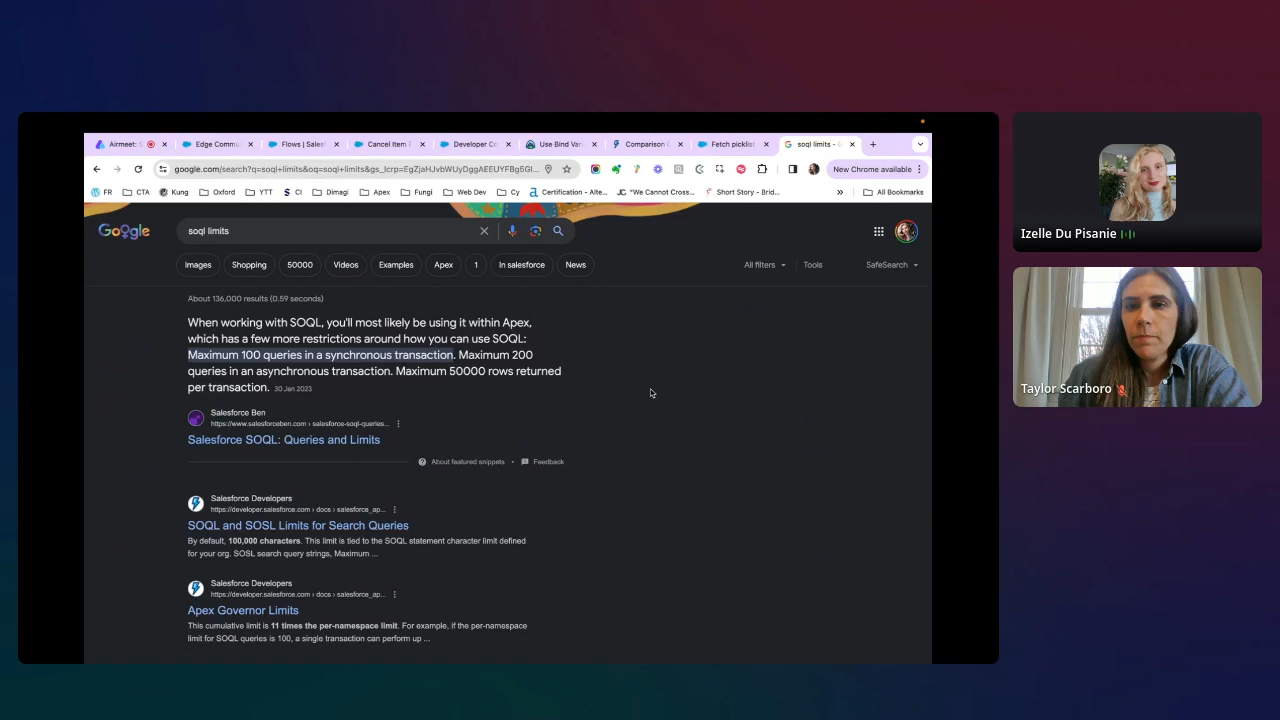 Airmeet: S
Edge Commu
Flows | Sales
Cancel Item
Developer Co
Use Bind Var
Comparison O
Fetch picklist
soql limits - G
google.com/search?q=soql+limits&oq=soql+limits&gs_lcrp=EgZjaHJvbWUyDggAEEUYFBg5Gl...
New Chrome available
FR
CTA
Kung
Oxford
YTT
CI
Dimagi
Apex
Fungi
Web Dev
Cy
Certification - Alte...
"We Cannot Cross...
Short Story - Brid...
All Bookmarks
Google
soql limits
Images
Shopping
50000
Videos
Examples
Apex
1
In salesforce
News
All filters
Tools
SafeSearch
About 136,000 results (0.59 seconds)
When working with SOQL, you'll most likely be using it within Apex,
which has a few more restrictions around how you can use SOQL:
Maximum 100 queries in a synchronous transaction. Maximum 200
queries in an asynchronous transaction. Maximum 50000 rows returned
per transaction. 30 Jan 2023
Salesforce Ben
https://www.salesforceben.com › salesforce-soql-queries...
Salesforce SOQL: Queries and Limits
About featured snippets
Feedback
Salesforce Developers
https://developer.salesforce.com › docs › salesforce_ap...
SOQL and SOSL Limits for Search Queries
By default, 100,000 characters. This limit is tied to the SOQL statement character limit defined
for your org. SOSL search query strings, Maximum ...
Salesforce Developers
https://developer.salesforce.com › docs › salesforce_ap...
Apex Governor Limits
This cumulative limit is 11 times the per-namespace limit. For example, if the per-namespace
limit for SOQL queries is 100, a single transaction can perform up ...
Izelle Du Pisanie
Taylor Scarboro